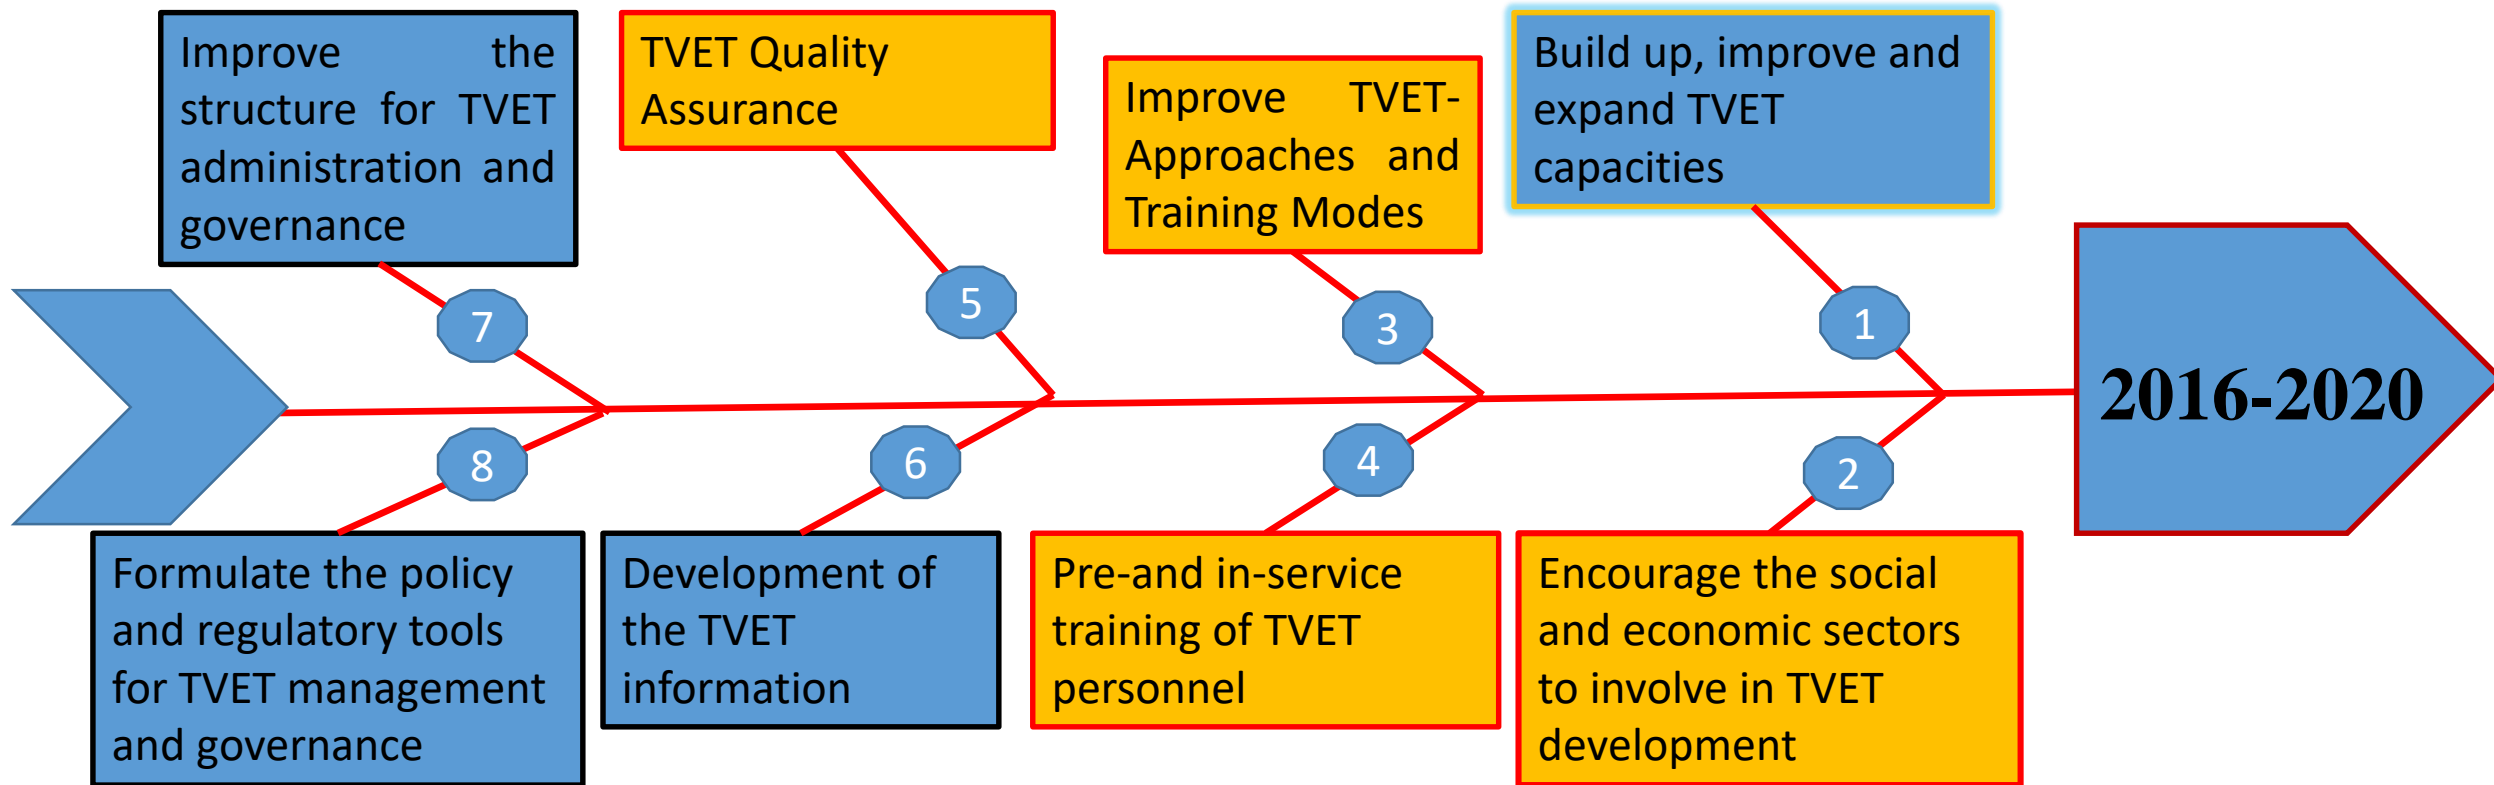 Improve the
structure for TVET
administration and
governance
TVET Quality
Assurance
Improve TVET-
Approaches and
Training Modes
Build up, improve and
expand TVET
capacities
7
5
3
1
2016-2020
8
6
4
2
Formulate the policy
and regulatory tools
for TVET management
and governance
Development of
the TVET
information
Pre-and in-service
training of TVET
personnel
Encourage the social
and economic sectors
to involve in TVET
development